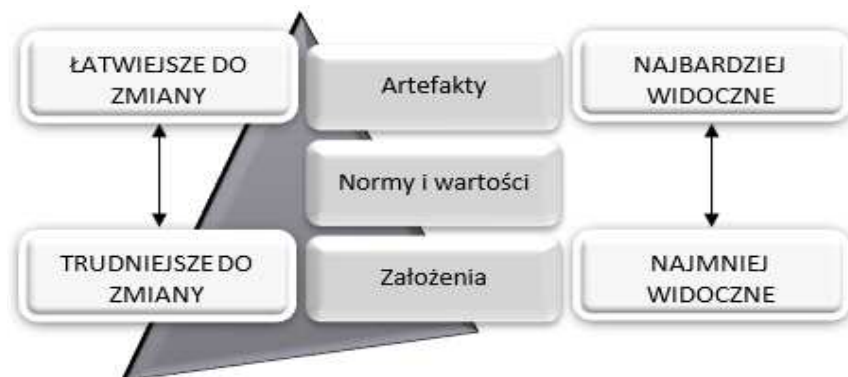 ŁATWIEJSZE DO
ZMIANY
Artefakty
NAJBARDZIEJ
WIDOCZNE
Normy i wartości
TRUDNIEJSZE DO
ZMIANY
Założenia
NAJMNIEJ
WIDOCZNE